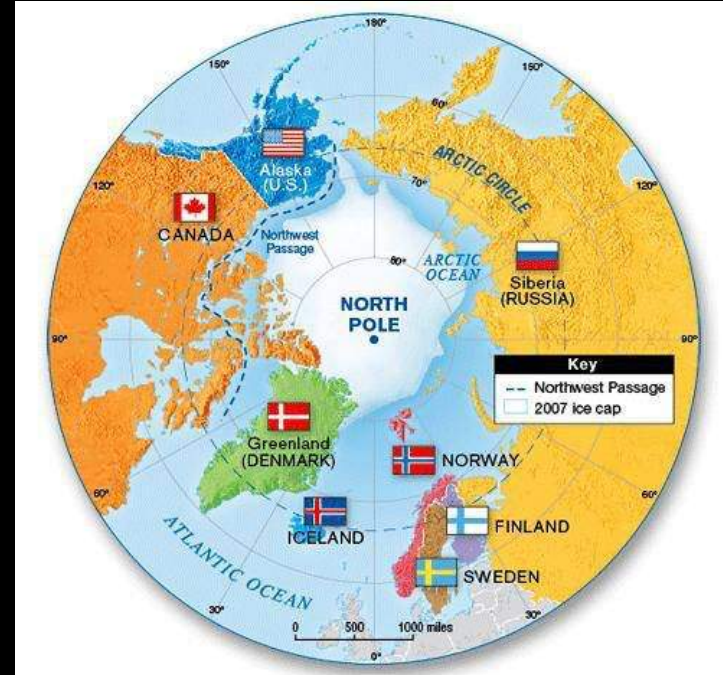 180°
150°
150°
60°
ARCTIC CIRCLE
Alaska
(U.S.)
70°
120°
120°
CANADA
Northwest
Passage
80°
ARCTIC
OCEAN
Siberia
(RUSSIA)
NORTH
POLE
90°
90°
Key
Northwest Passage
2007 ice cap
Greenland
(DENMARK)
NORWAY
60°
60°
ICELAND
FINLAND
ATLANTIC OCEAN
SWEDEN
30°
30°
0 500 1000 miles
0°